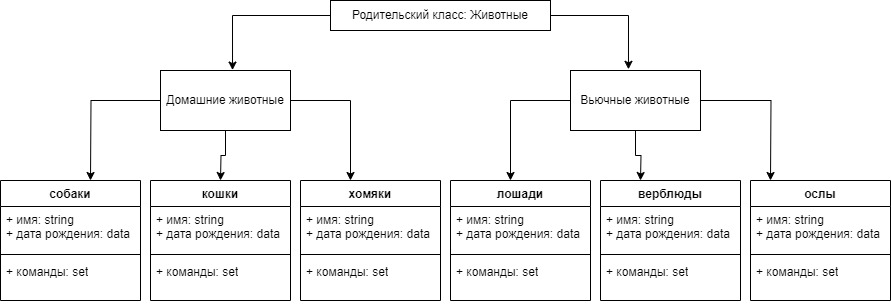 Родительский класс: Животные
Домашние животные
Вьючные животные
собаки
+ имя: string
+ дата рождения: data
+ команды: set
кошки
+ имя: string
+ дата рождения: data
+ команды: set
хомяки
+ имя: string
+ дата рождения: data
+ команды: set
лошади
+ имя: string
+ дата рождения: data
+ команды: set
верблюды
+ имя: string
+ дата рождения: data
+ команды: set
ослы
+ имя: string
+ дата рождения: data
+ команды: set